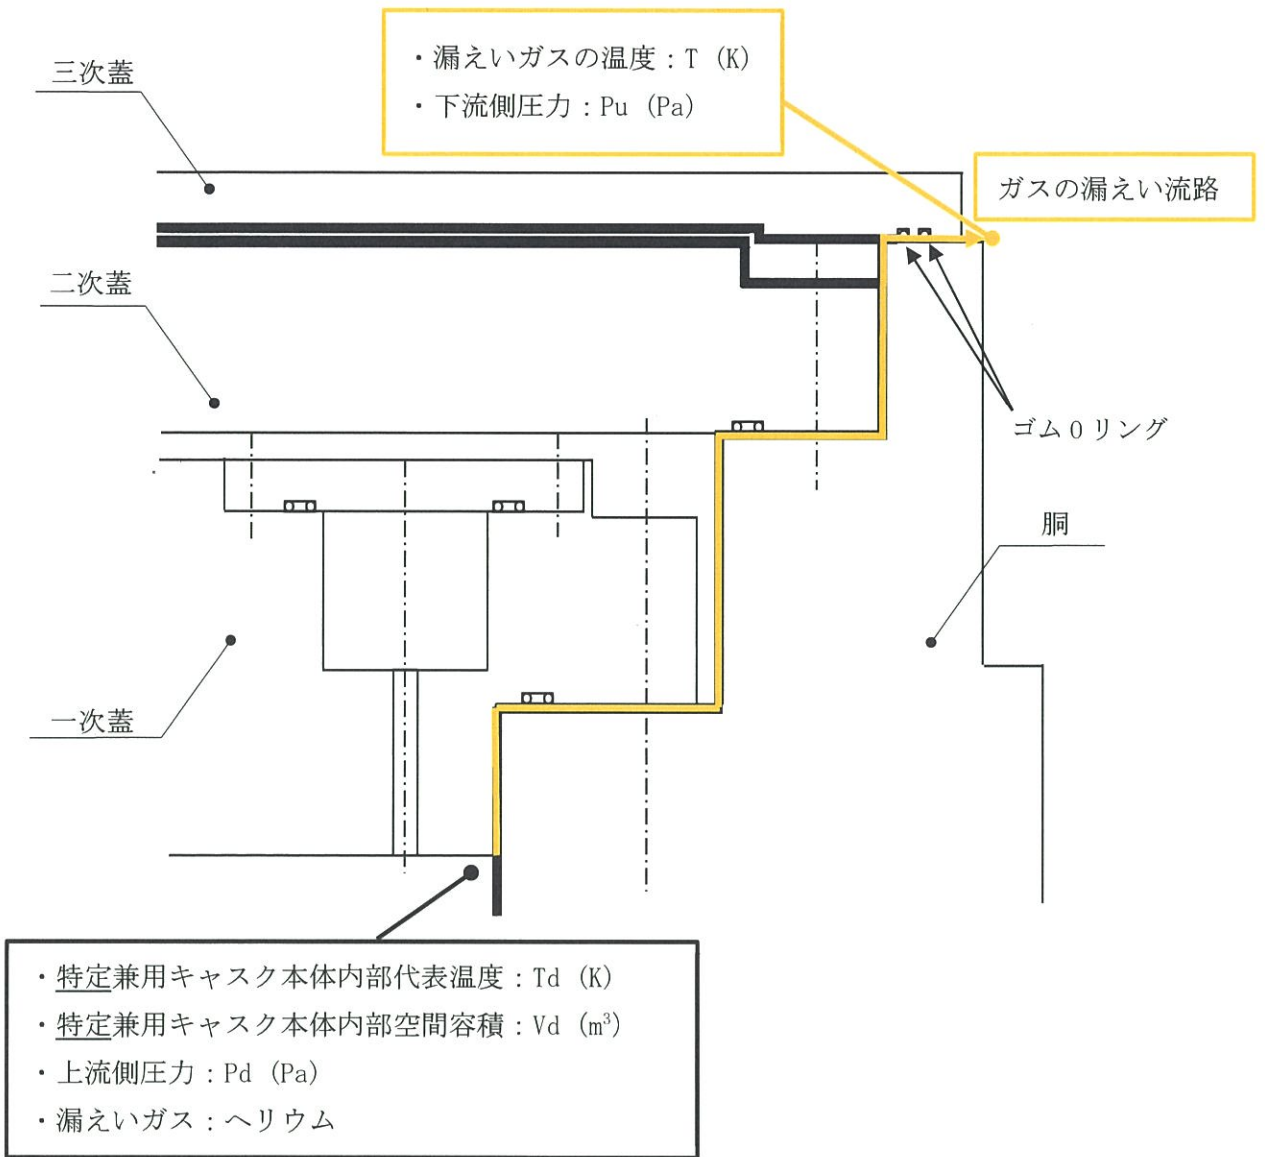 ・漏えいガスの温度：T (K)
・下流側圧力：Pu (Pa)
三次蓋
ガスの漏えい流路
二次蓋
ゴムOリング
胴
一次蓋
・特定兼用キャスク本体内部代表温度：Td (K)
・特定兼用キャスク本体内部空間容積：Vd (m³)
・上流側圧力：Pd (Pa)
・漏えいガス：ヘリウム